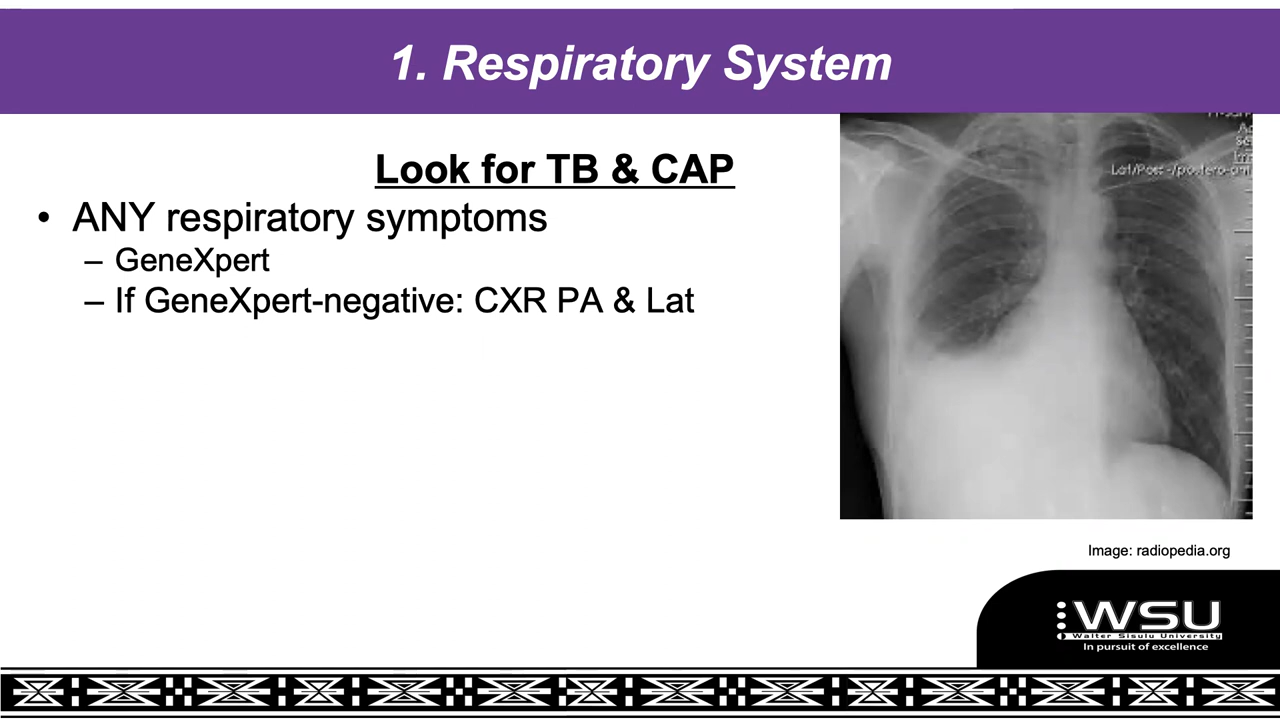 1. Respiratory System
Look for TB & CAP
• ANY respiratory symptoms
– GeneXpert
– If GeneXpert-negative: CXR PA & Lat
Image: radiopedia.org
WSU
Walter Sisulu University
In pursuit of excellence